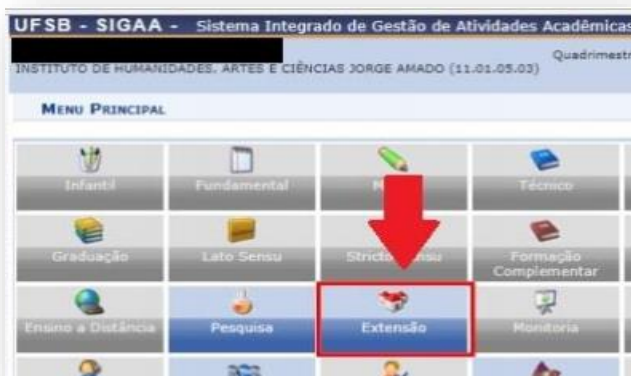 UFSB - SIGAA - Sistema Integrado de Gestão de Atividades Acadêmicas
Quadrimestr
INSTITUTO DE HUMANIDADES, ARTES E CIÊNCIAS JORGE AMADO (11.01.05.03)
MENU PRINCIPAL
Infantil Fundamental Técnico
Graduação Lato Sensu Stricto Formação Complementar
Ensino a Distância Pesquisa Extensão Monitoria